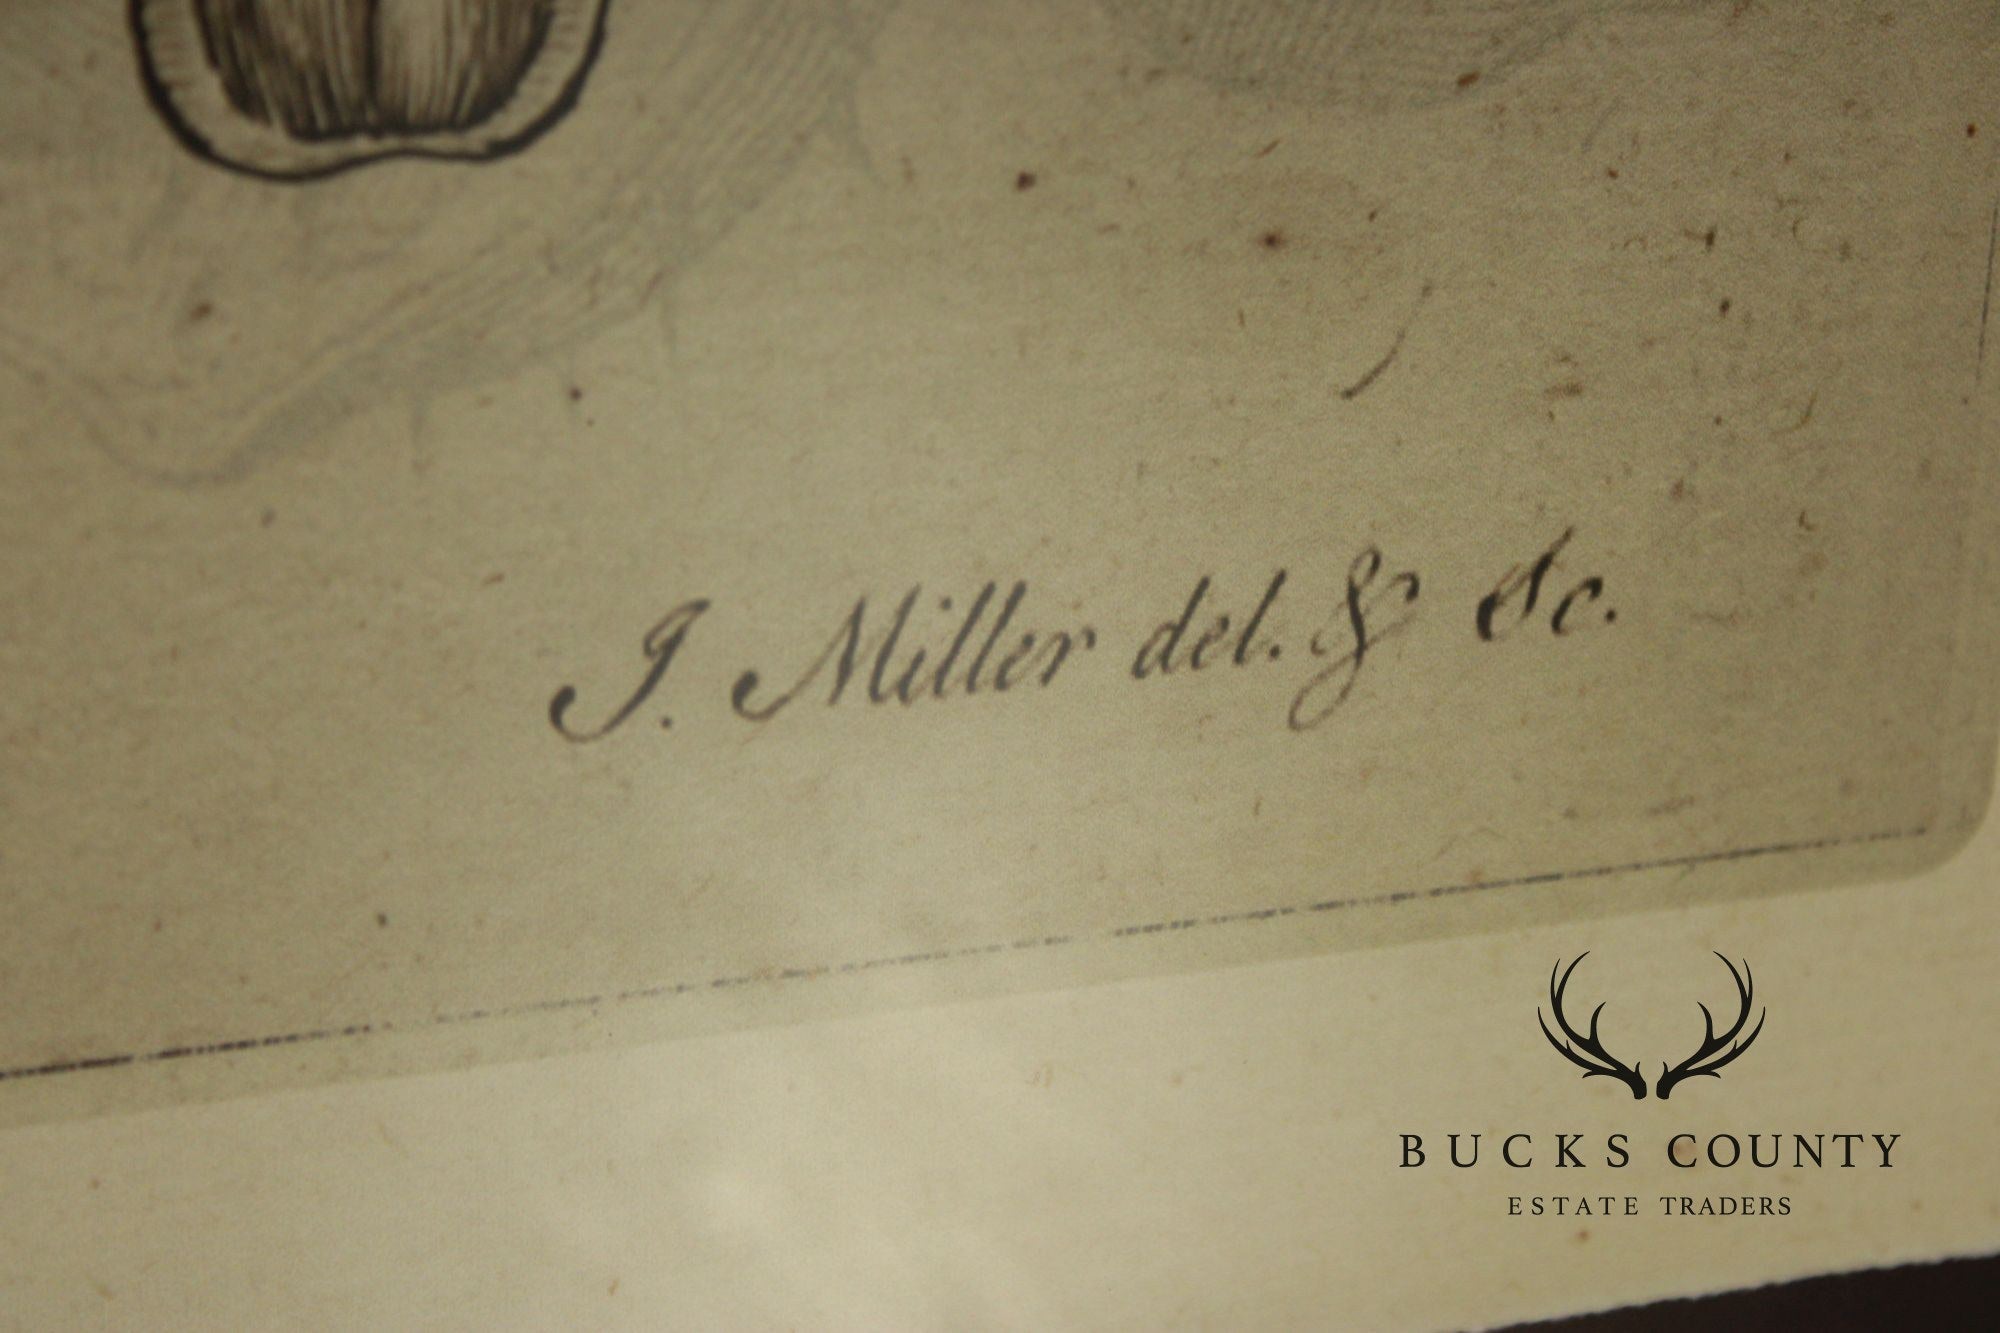 J. Miller del. & Sc.
BUCKS COUNTY
ESTATE TRADERS